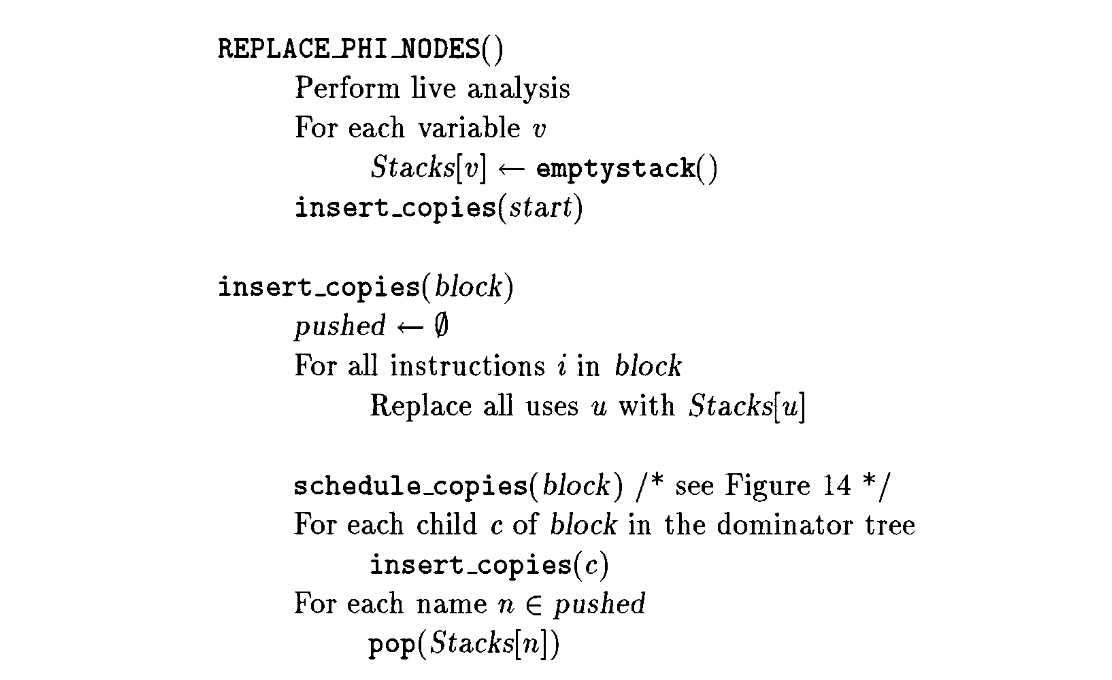 REPLACE_PHI_NODES()
Perform live analysis
For each variable v
Stacks[v] ← emptystack()
insert_copies(start)
insert_copies(block)
pushed ← ∅
For all instructions i in block
Replace all uses u with Stacks[u]
schedule_copies(block) /* see Figure 14 */
For each child c of block in the dominator tree
insert_copies(c)
For each name n ∈ pushed
pop(Stacks[n])